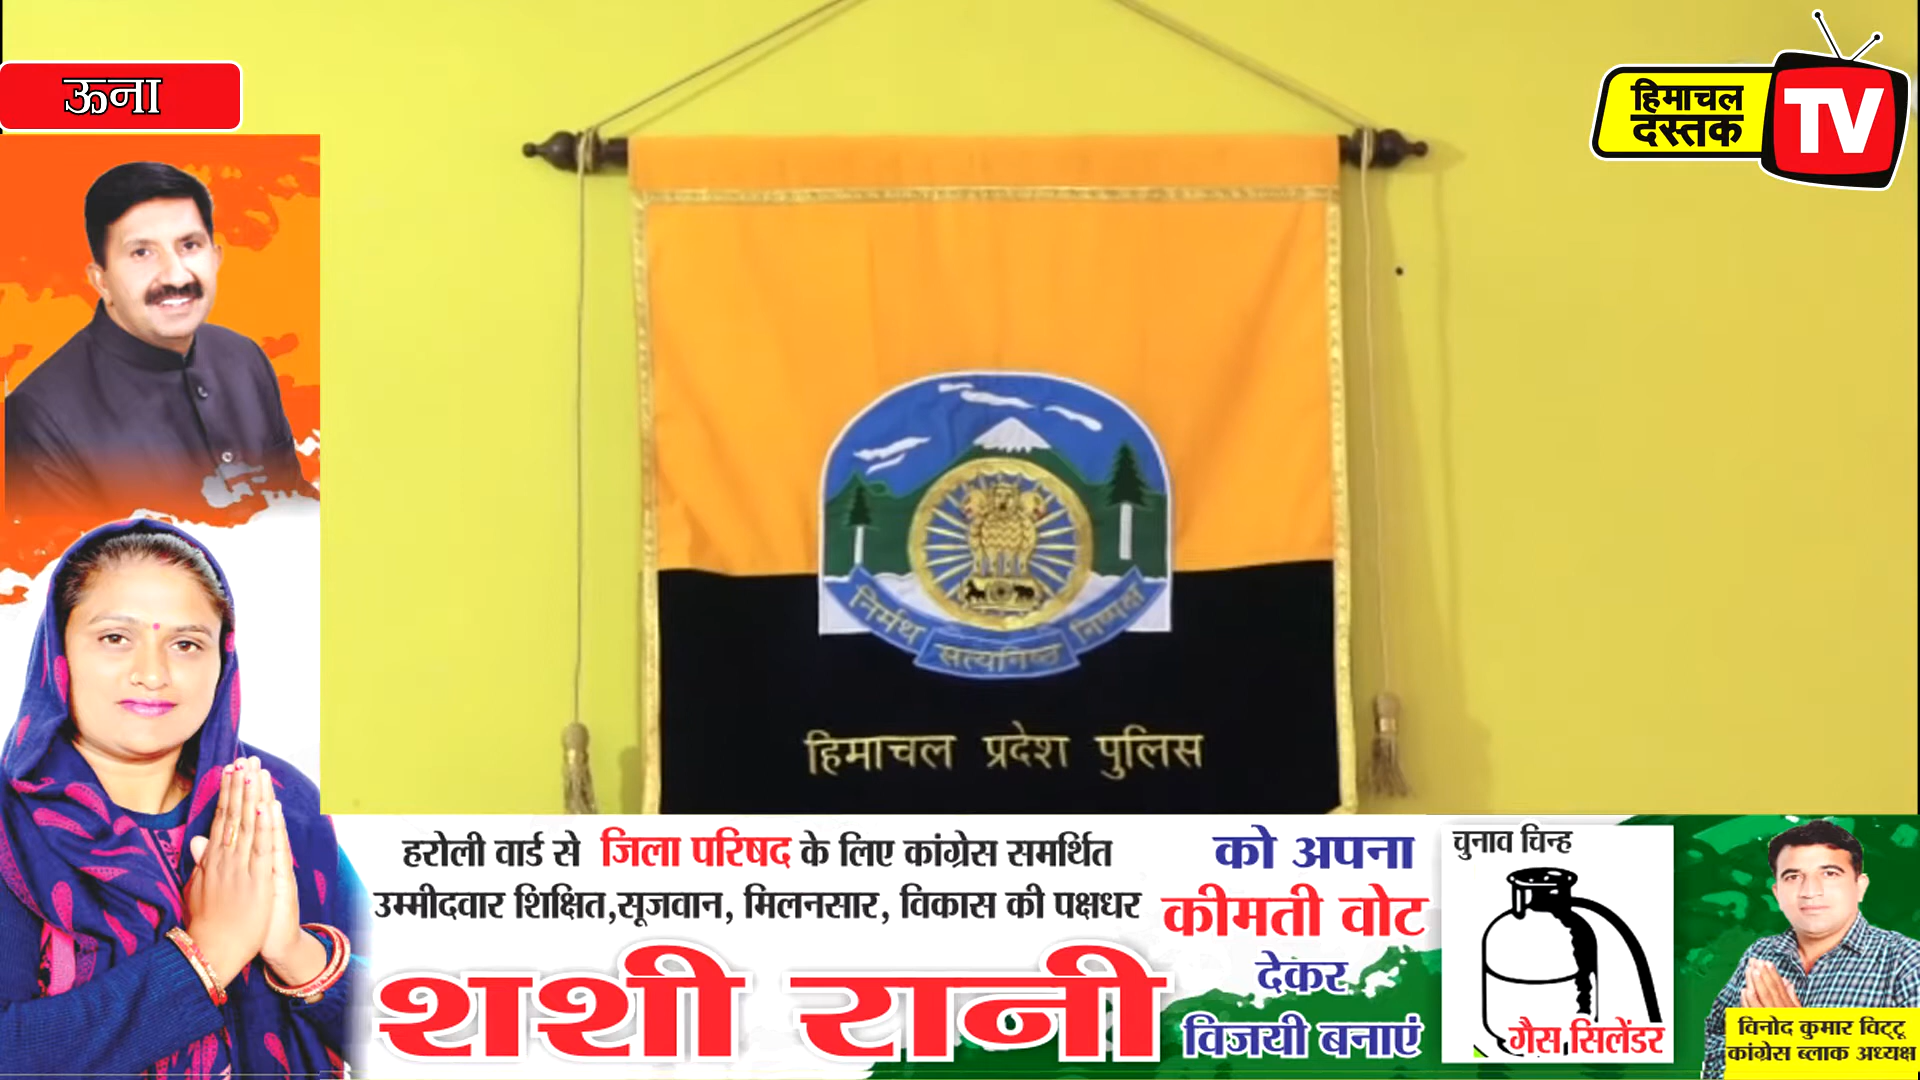 ऊना
हिमाचल
दस्तक
TV
निर्मथ
सत्यनिष्ठ
निष्पक्ष
हिमाचल प्रदेश पुलिस
हरोली वार्ड से जिला परिषद के लिए कांग्रेस समर्थित
उम्मीदवार शिक्षित,सूजवान, मिलनसार, विकास की पक्षधर
शशी रानी
को अपना
कीमती वोट
देकर
विजयी बनाएं
चुनाव चिन्ह
गैस सिलेंडर
विनोद कुमार विट्टू
कांग्रेस ब्लाक अध्यक्ष